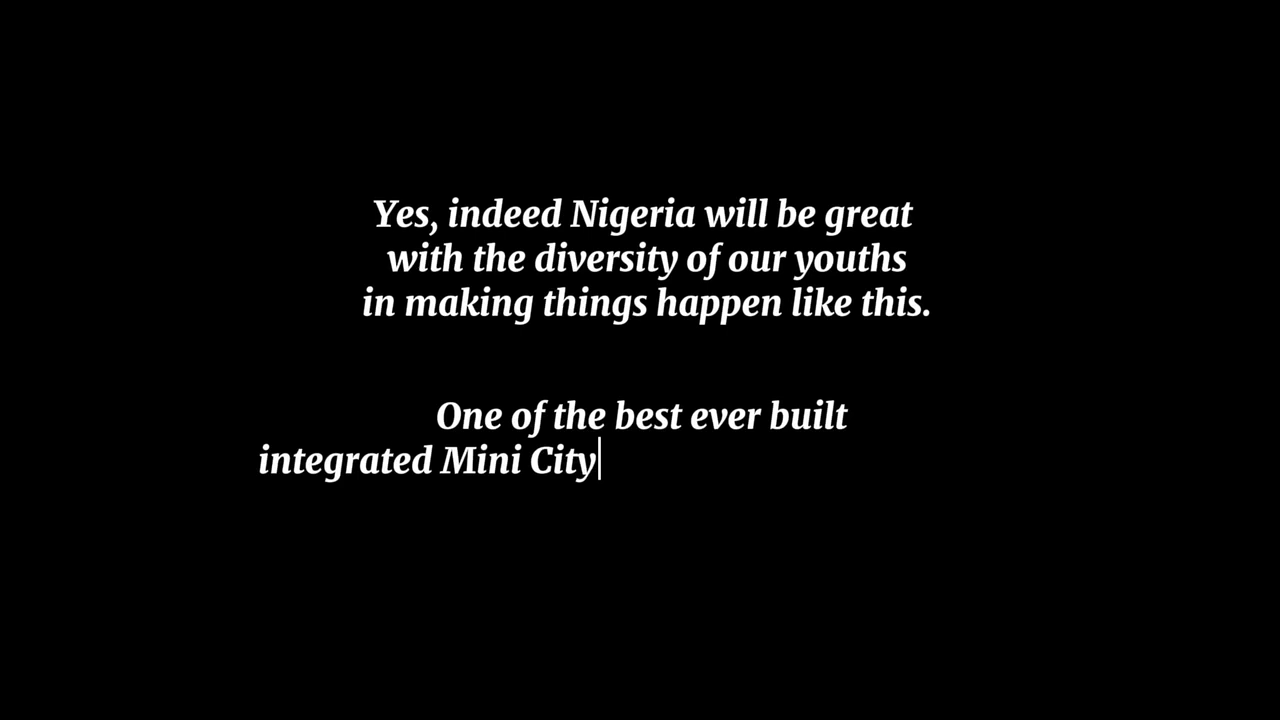 Yes, indeed Nigeria will be great
with the diversity of our youths
in making things happen like this.
One of the best ever built
integrated Mini City